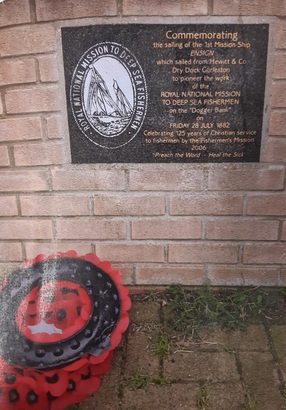 ROYAL NATIONAL MISSION TO DEEP SEA FISHERMEN
Commemorating
the sailing of the 1st Mission Ship
ENSIGN
which sailed from Hewitt & Co
Dry Dock Gorleston
to pioneer the work
of the
ROYAL NATIONAL MISSION
TO DEEP SEA FISHERMEN
on the "Dogger Bank"
on
FRIDAY 28 JULY 1882
Celebrating 125 years of Christian service
to fishermen by the Fishermen's Mission
2006
"Preach the Word - Heal the Sick"